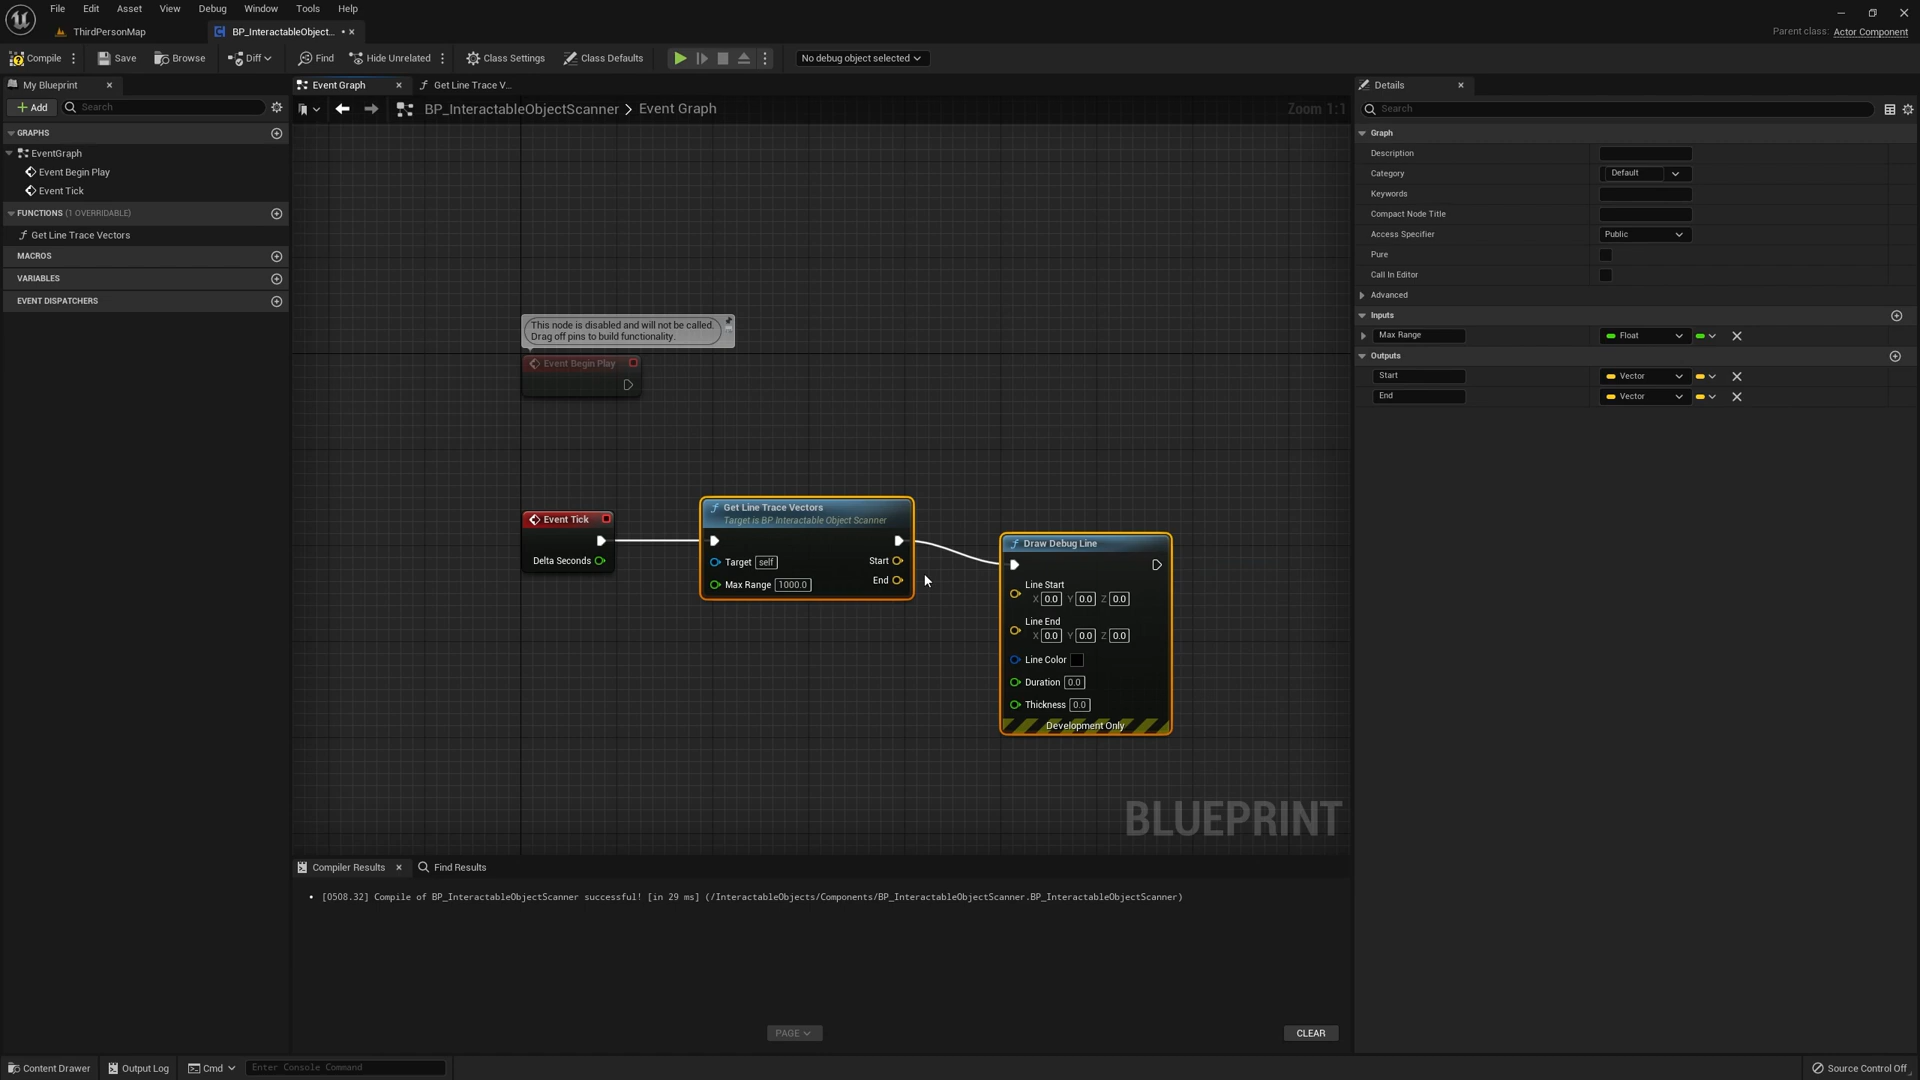 File Edit Asset View Debug Window Tools Help
ThirdPersonMap BP_InteractableObject... • ×
Parent class: Actor Component
Compile Save Browse Diff Find Hide Unrelated Class Settings Class Defaults No debug object selected
My Blueprint
Add Search
GRAPHS
EventGraph
Event Begin Play
Event Tick
FUNCTIONS (1 OVERRIDABLE)
Get Line Trace Vectors
MACROS
VARIABLES
EVENT DISPATCHERS
Event Graph Get Line Trace V...
BP_InteractableObjectScanner > Event Graph Zoom 1:1
This node is disabled and will not be called.
Drag off pins to build functionality.
Event Begin Play
Event Tick
Delta Seconds
Get Line Trace Vectors
Target is BP Interactable Object Scanner
Target self Start
Max Range 1000.0 End
Draw Debug Line
Line Start
X 0.0 Y 0.0 Z 0.0
Line End
X 0.0 Y 0.0 Z 0.0
Line Color
Duration 0.0
Thickness 0.0
Development Only
BLUEPRINT
Compiler Results Find Results
• [0508.32] Compile of BP_InteractableObjectScanner successful! [in 29 ms] (/InteractableObjects/Components/BP_InteractableObjectScanner.BP_InteractableObjectScanner)
PAGE CLEAR
Details
Search
Graph
Description
Category Default
Keywords
Compact Node Title
Access Specifier Public
Pure
Call In Editor
Advanced
Inputs
Max Range Float
Outputs
Start Vector
End Vector
Content Drawer Output Log Cmd Enter Console Command Source Control Off